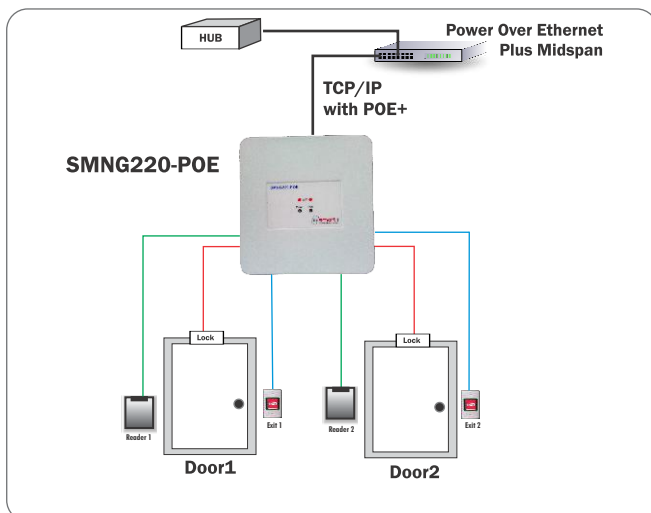 HUB
Power Over Ethernet
Plus Midspan
TCP/IP
with POE+
SMNG220-POE
Lock
Lock
Reader 1
Exit 1
Reader 2
Exit 2
Door1
Door2